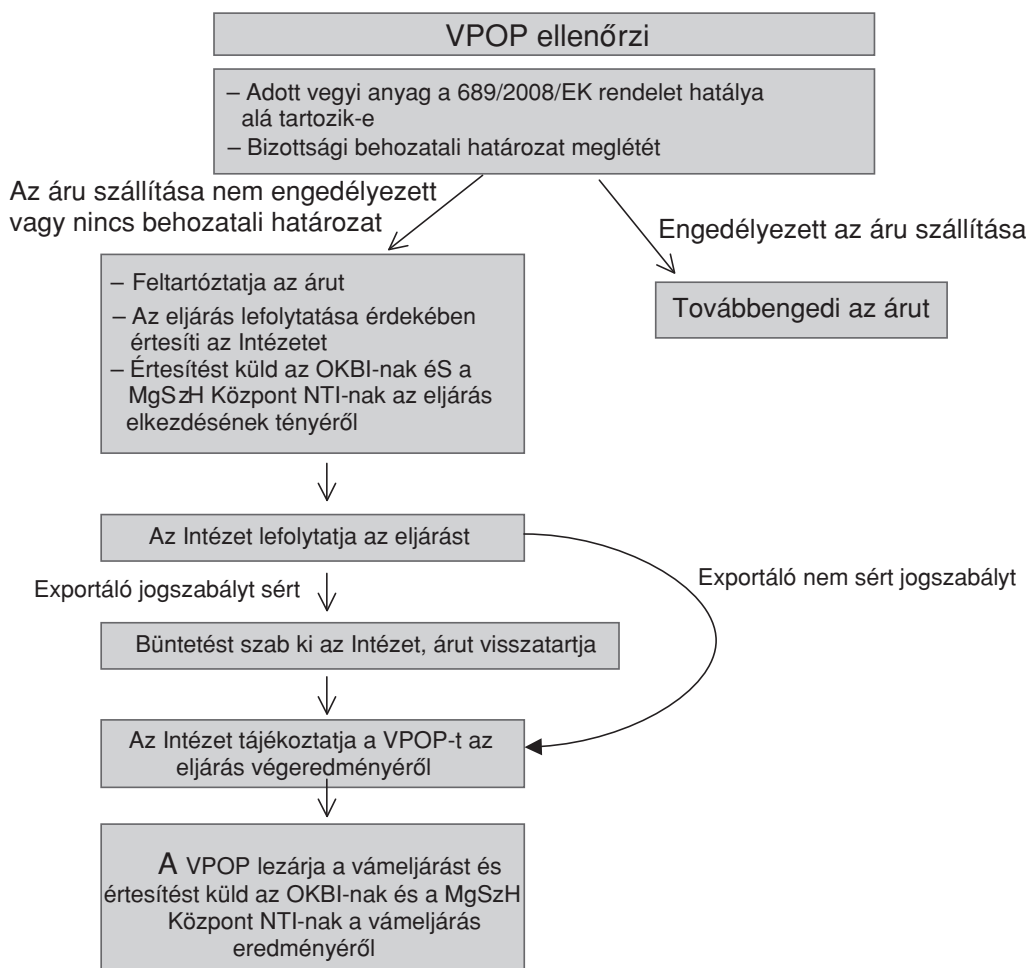 VPOP ellenőrzi
– Adott vegyi anyag a 689/2008/EK rendelet hatálya
alá tartozik-e
– Bizottsági behozatali határozat meglétét
Az áru szállítása nem engedélyezett
vagy nincs behozatali határozat
Engedélyezett az áru szállítása
– Feltartóztatja az árut
– Az eljárás lefolytatása érdekében
értesíti az Intézetet
– Értesítést küld az OKBI-nak éS a
MgSzH Központ NTI-nak az eljárás
elkezdésének tényéről
Továbbengedi az árut
Az Intézet lefolytatja az eljárást
Exportáló jogszabályt sért
Exportáló nem sért jogszabályt
Büntetést szab ki az Intézet, árut visszatartja
Az Intézet tájékoztatja a VPOP-t az
eljárás végeredményéről
A VPOP lezárja a vámeljárást és
értesítést küld az OKBI-nak és a MgSzH
Központ NTI-nak a vámeljárás
eredményéről